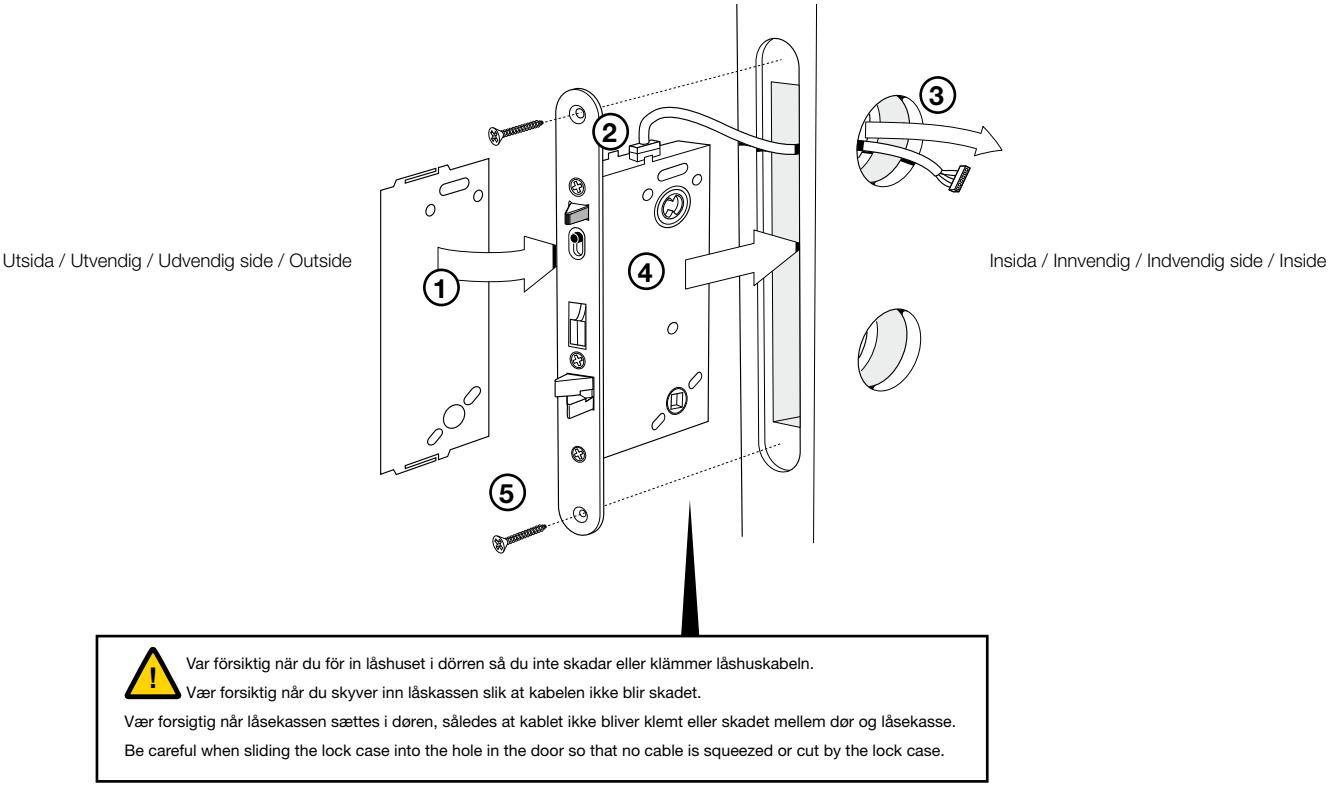 3
2
Utsida / Utvendig / Udvendig side / Outside
1
4
Insida / Innvendig / Indvendig side / Inside
5
!
Var försiktig när du för in låshuset i dörren så du inte skadar eller klämmer låshuskabeln.
Vær forsiktig når du skyver inn låskassen slik at kabelen ikke blir skadet.
Vær forsigtig når låsekassen sættes i døren, således at kablet ikke bliver klemt eller skadet mellem dør og låsekasse.
Be careful when sliding the lock case into the hole in the door so that no cable is squeezed or cut by the lock case.